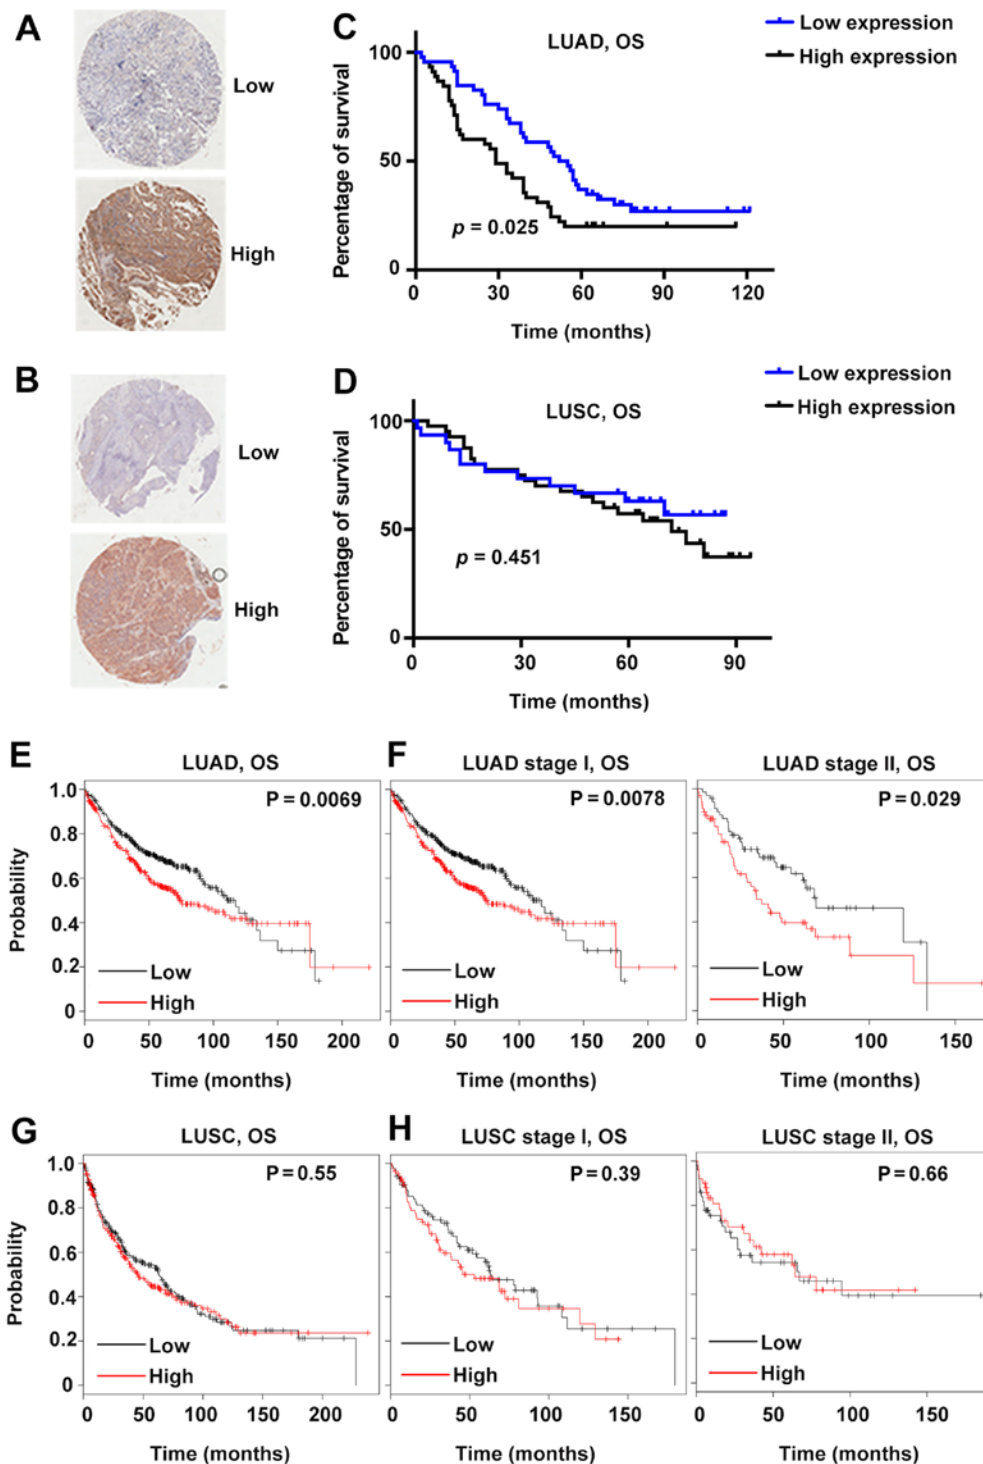 A
Low
High
C
LUAD, OS
Low expression
High expression
Percentage of survival
100
50
0
p = 0.025
0 30 60 90 120
Time (months)
B
Low
High
D
LUSC, OS
Low expression
High expression
Percentage of survival
100
50
0
p = 0.451
0 30 60 90
Time (months)
E
LUAD, OS
P = 0.0069
Probability
1.0
0.8
0.6
0.4
0.2
0
Low
High
0 50 100 150 200
Time (months)
F
LUAD stage I, OS
P = 0.0078
Low
High
0 50 100 150 200
Time (months)
LUAD stage II, OS
P = 0.029
Low
High
0 50 100 150
Time (months)
G
LUSC, OS
P = 0.55
Probability
1.0
0.8
0.6
0.4
0.2
0
Low
High
0 50 100 150 200
Time (months)
H
LUSC stage I, OS
P = 0.39
Low
High
0 50 100 150
Time (months)
LUSC stage II, OS
P = 0.66
Low
High
0 50 100 150
Time (months)